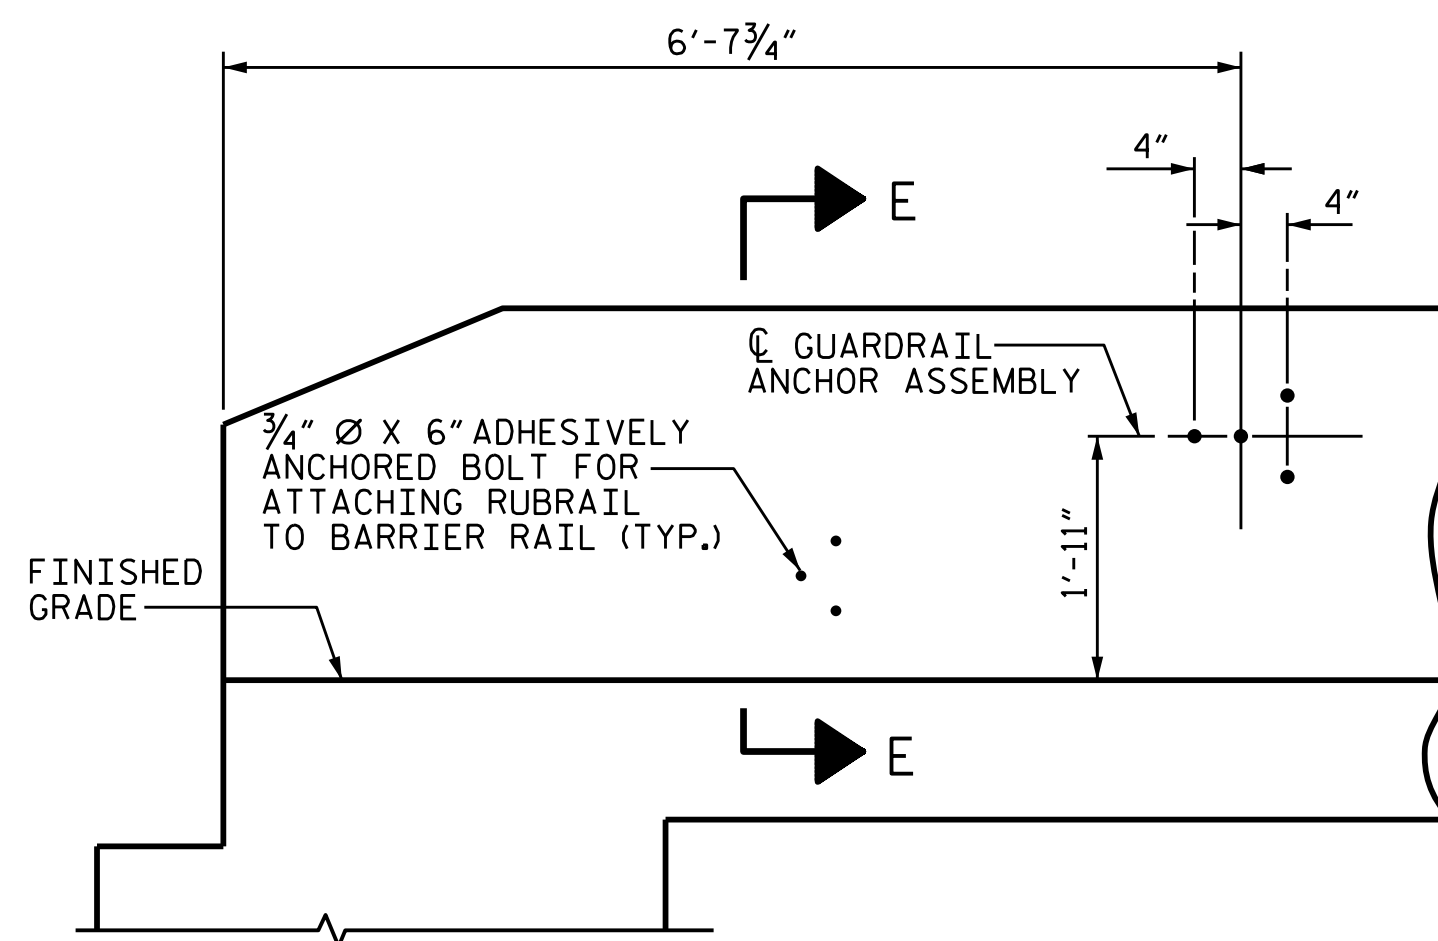 6'-7¾"
4"
4"
E
℄ GUARDRAIL
ANCHOR ASSEMBLY
¾" Ø X 6" ADHESIVELY
ANCHORED BOLT FOR
ATTACHING RUBRAIL
TO BARRIER RAIL (TYP.)
1'-11"
FINISHED
GRADE
E